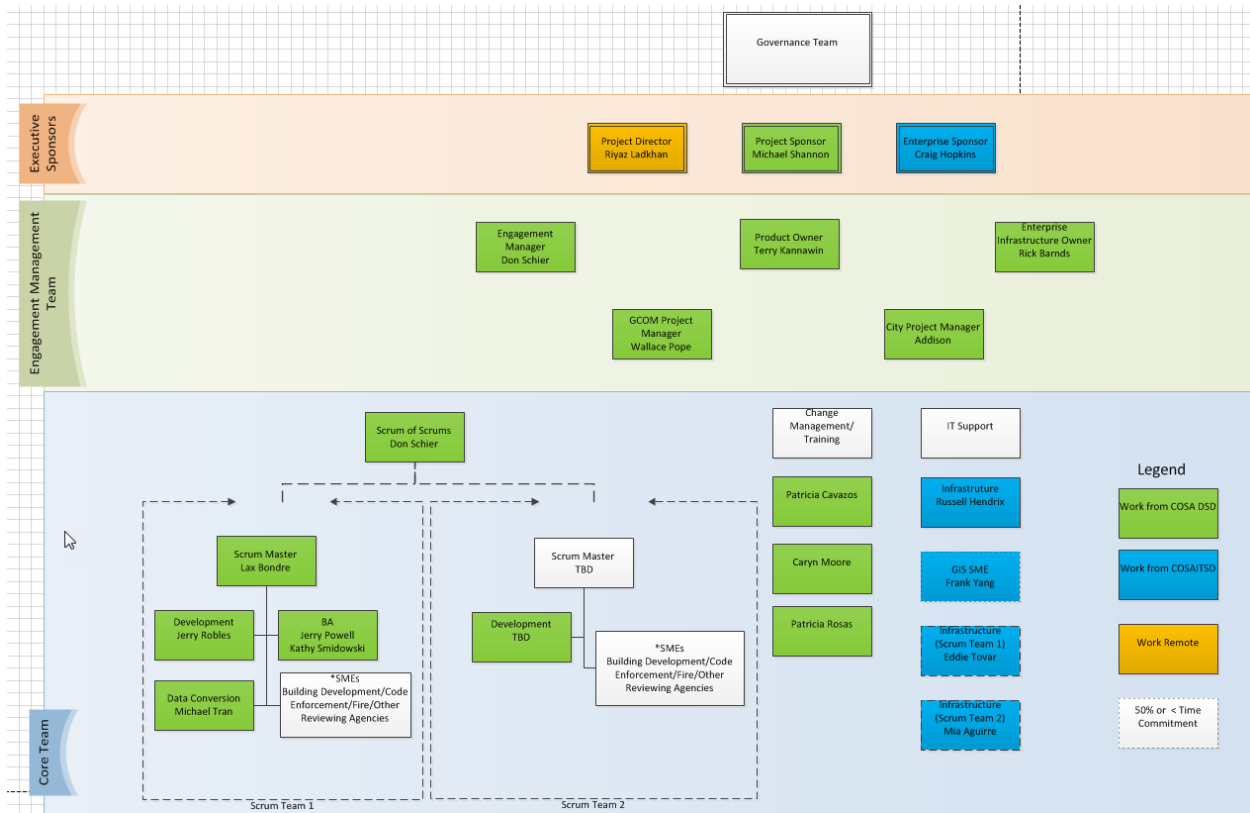 Governance Team
Executive
Sponsors
Project Director
Riyaz Ladkhan
Project Sponsor
Michael Shannon
Enterprise Sponsor
Craig Hopkins
Engagement Management
Team
Engagement
Manager
Don Schier
Product Owner
Terry Kannawin
Enterprise
Infrastructure Owner
Rick Barnds
GCOM Project
Manager
Wallace Pope
City Project Manager
Addison
Core Team
Scrum of Scrums
Don Schier
Scrum Master
Lax Bondre
Development
Jerry Robles
BA
Jerry Powell
Kathy Smidowski
Data Conversion
Michael Tran
*SMEs
Building Development/Code
Enforcement/Fire/Other
Reviewing Agencies
Scrum Team 1
Scrum Master
TBD
Development
TBD
*SMEs
Building Development/Code
Enforcement/Fire/Other
Reviewing Agencies
Scrum Team 2
Change
Management/
Training
Patricia Cavazos
Caryn Moore
Patricia Rosas
IT Support
Infrastruture
Russell Hendrix
GIS SME
Frank Yang
Infrastructure
(Scrum Team 1)
Eddie Tovar
Infrastructure
(Scrum Team 2)
Mia Aguirre
Legend
Work from COSA DSD
Work from COSAITSD
Work Remote
50% or < Time
Commitment